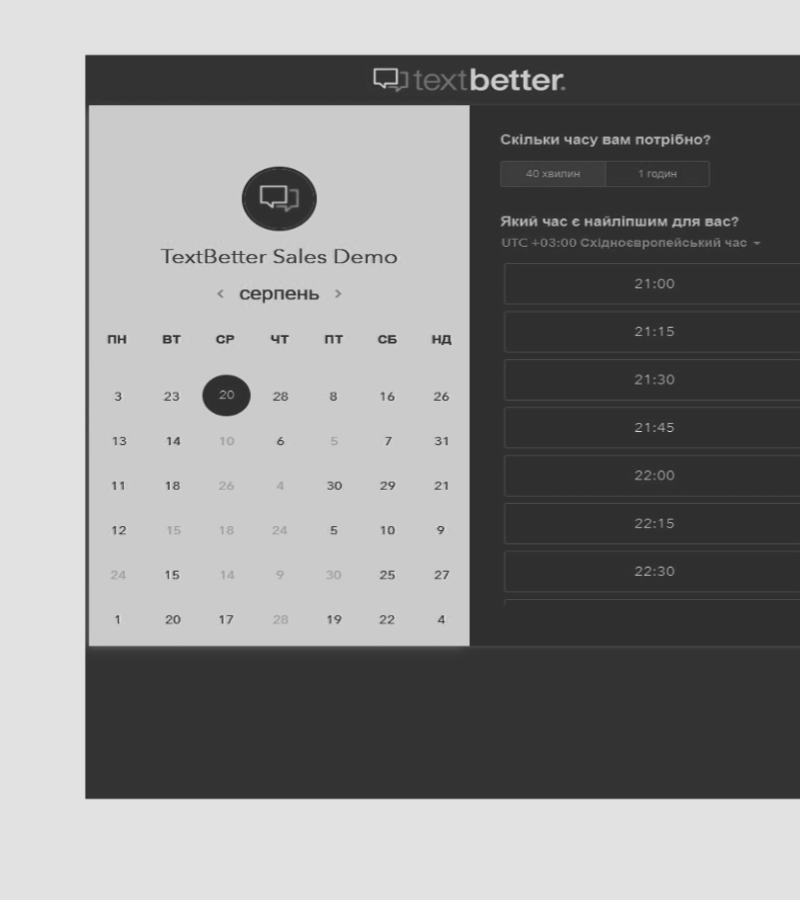 textbetter.
TextBetter Sales Demo
< серпень >
ПН ВТ СР ЧТ ПТ СБ НД
3 23 20 28 8 16 26
13 14 10 6 5 7 31
11 18 26 4 30 29 21
12 15 18 24 5 10 9
24 15 14 9 30 25 27
1 20 17 28 19 22 4
Скільки часу вам потрібно?
40 хвилин 1 годин
Який час є найліпшим для вас?
UTC +03:00 Східноєвропейський час
21:00
21:15
21:30
21:45
22:00
22:15
22:30